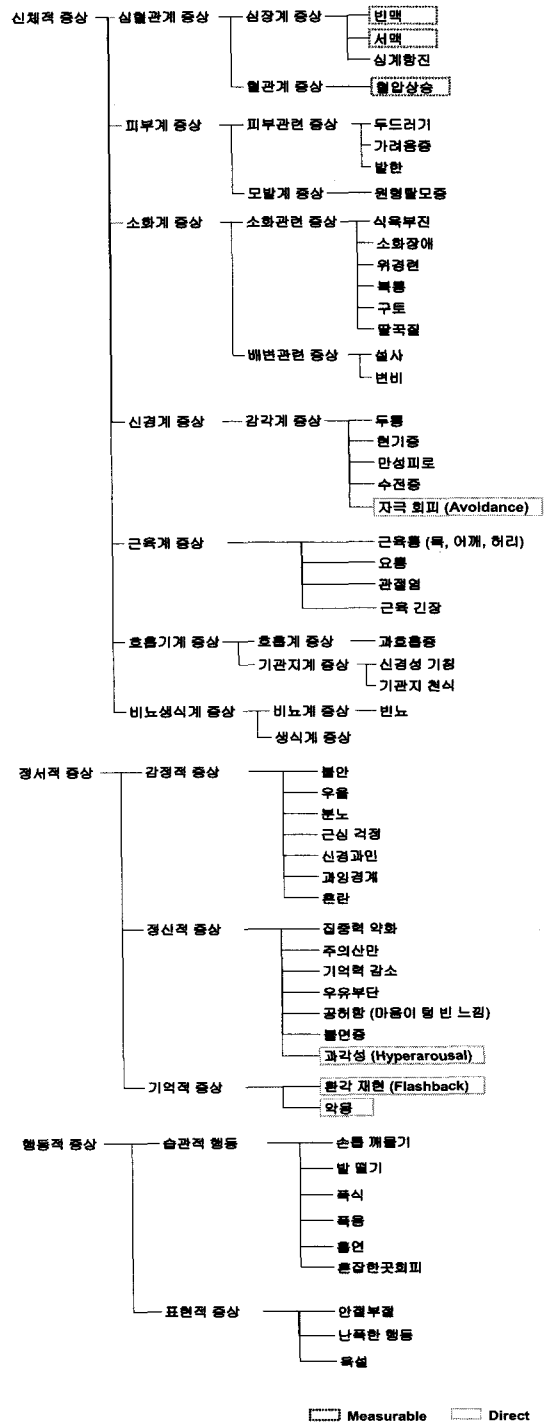 신체적 증상 심혈관계 증상 심장계 증상 빈맥
서맥
심계항진
혈관계 증상 혈압상승
피부계 증상 피부관련 증상 두드러기
가려움증
발한
모발계 증상 원형탈모증
소화계 증상 소화관련 증상 식욕부진
소화장애
위경련
복통
구토
딸꾹질
배변관련 증상 설사
변비
신경계 증상 감각계 증상 두통
현기증
만성피로
수전증
자극 회피 (Avoidance)
근육계 증상 근육통 (목, 어깨, 허리)
요통
관절염
근육 긴장
호흡기계 증상 호흡계 증상 과호흡증
기관지계 증상 신경성 기침
기관지 천식
비뇨생식계 증상 비뇨계 증상 빈뇨
생식계 증상
정서적 증상 감정적 증상 불안
우울
분노
근심 걱정
신경과민
과잉경계
혼란
정신적 증상 집중력 약화
주의산만
기억력 감소
우유부단
공허함 (마음이 텅 빈 느낌)
불면증
과각성 (Hyperarousal)
기억적 증상 환각 재현 (Flashback)
악몽
행동적 증상 습관적 행동 손톱 깨물기
발 떨기
폭식
폭음
흡연
혼잡한곳회피
표현적 증상 안절부절
난폭한 행동
욕설
Measurable Direct